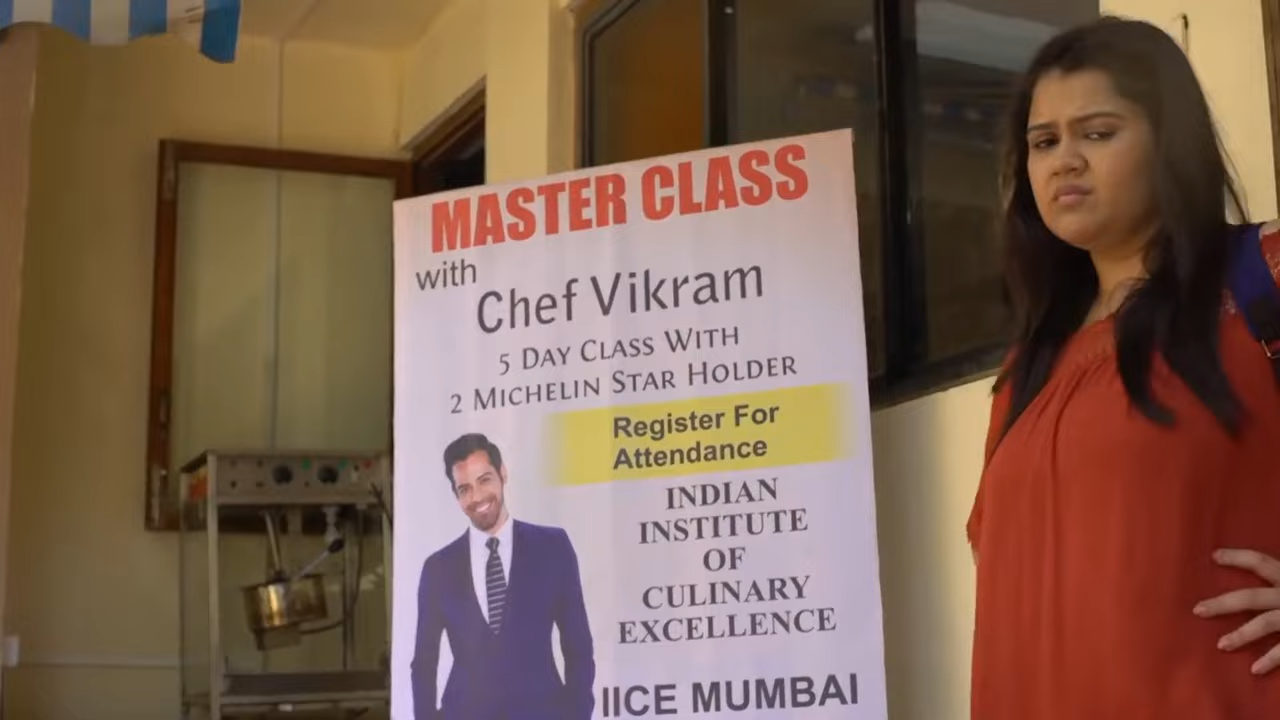 MASTER CLASS
with
Chef Vikram
5 DAY CLASS WITH
2 MICHELIN STAR HOLDER
Register For
Attendance
INDIAN
INSTITUTE
OF
CULINARY
EXCELLENCE
IICE MUMBAI